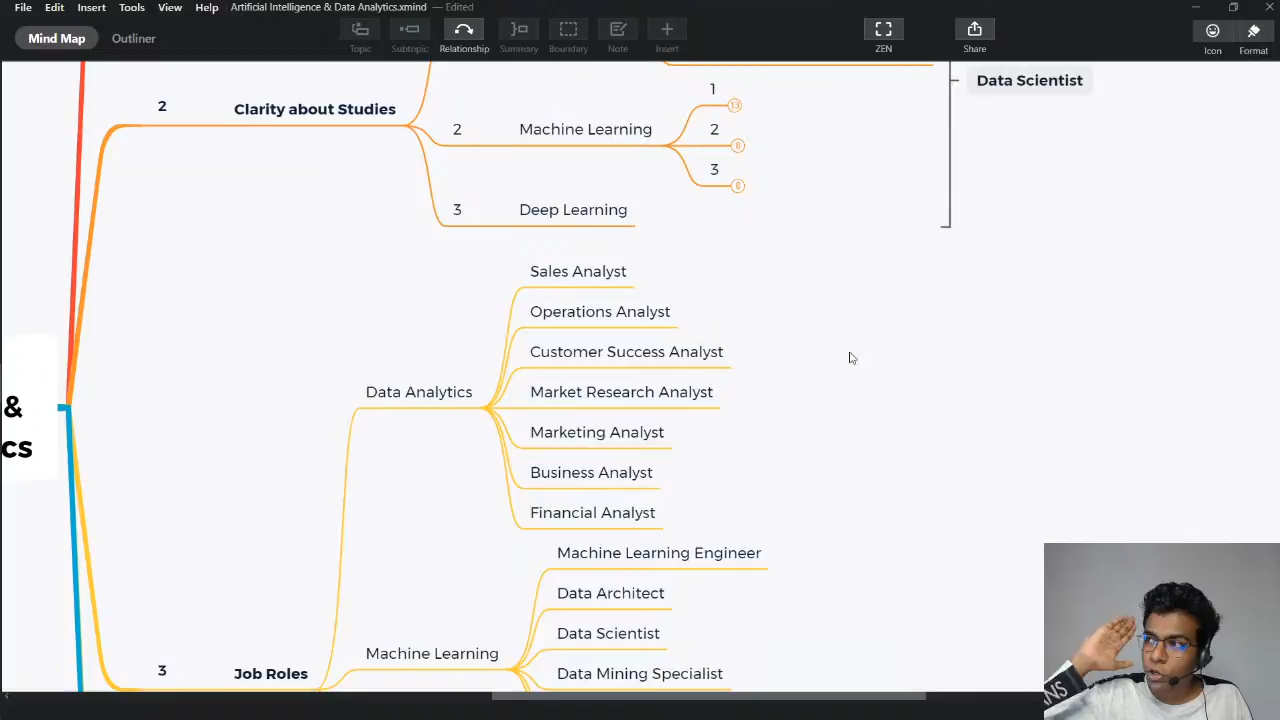 File Edit Insert Tools View Help Artificial Intelligence & Data Analytics.xmind — Edited
Mind Map Outliner
Topic Subtopic Relationship Summary Boundary Note Insert ZEN Share Icon Format
Data Scientist
2 Clarity about Studies
1
13
2 Machine Learning
2
8
3
8
3 Deep Learning
&
cs
Data Analytics
Sales Analyst
Operations Analyst
Customer Success Analyst
Market Research Analyst
Marketing Analyst
Business Analyst
Financial Analyst
3 Job Roles
Machine Learning
Machine Learning Engineer
Data Architect
Data Scientist
Data Mining Specialist